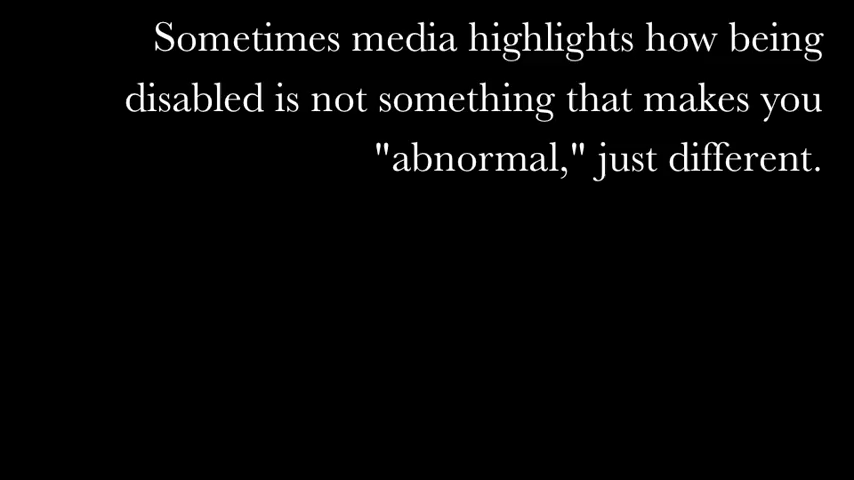 Sometimes media highlights how being
disabled is not something that makes you
"abnormal," just different.